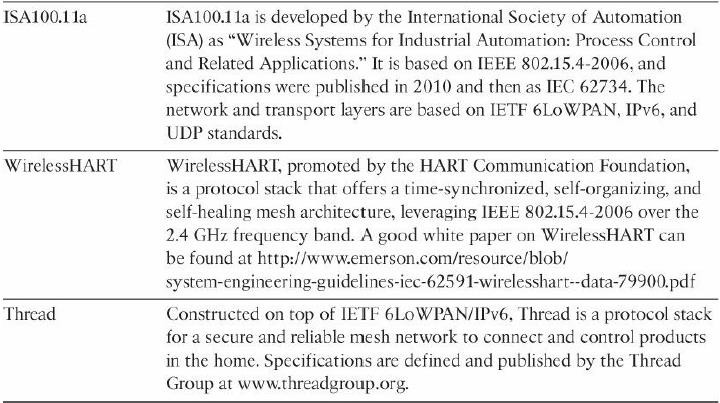 ISA100.11a ISA100.11a is developed by the International Society of Automation
(ISA) as “Wireless Systems for Industrial Automation: Process Control
and Related Applications.” It is based on IEEE 802.15.4-2006, and
specifications were published in 2010 and then as IEC 62734. The
network and transport layers are based on IETF 6LoWPAN, IPv6, and
UDP standards.
WirelessHART WirelessHART, promoted by the HART Communication Foundation,
is a protocol stack that offers a time-synchronized, self-organizing, and
self-healing mesh architecture, leveraging IEEE 802.15.4-2006 over the
2.4 GHz frequency band. A good white paper on WirelessHART can
be found at http://www.emerson.com/resource/blob/
system-engineering-guidelines-iec-62591-wirelesshart--data-79900.pdf
Thread Constructed on top of IETF 6LoWPAN/IPv6, Thread is a protocol stack
for a secure and reliable mesh network to connect and control products
in the home. Specifications are defined and published by the Thread
Group at www.threadgroup.org.